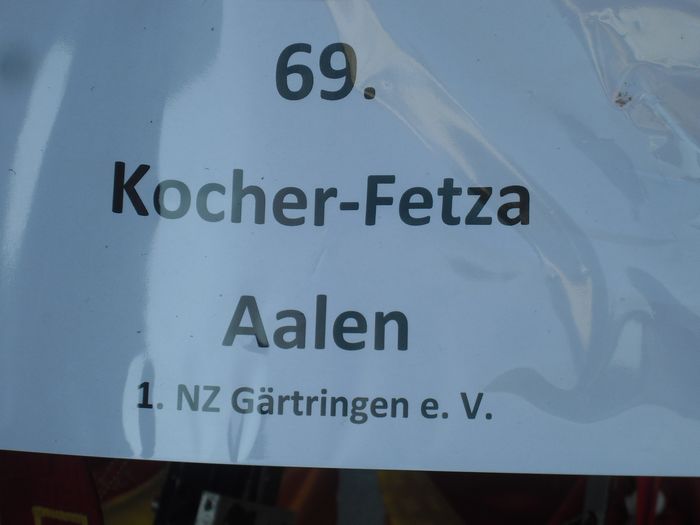 69.
Kocher-Fetza
Aalen
1. NZ Gärtringen e. V.